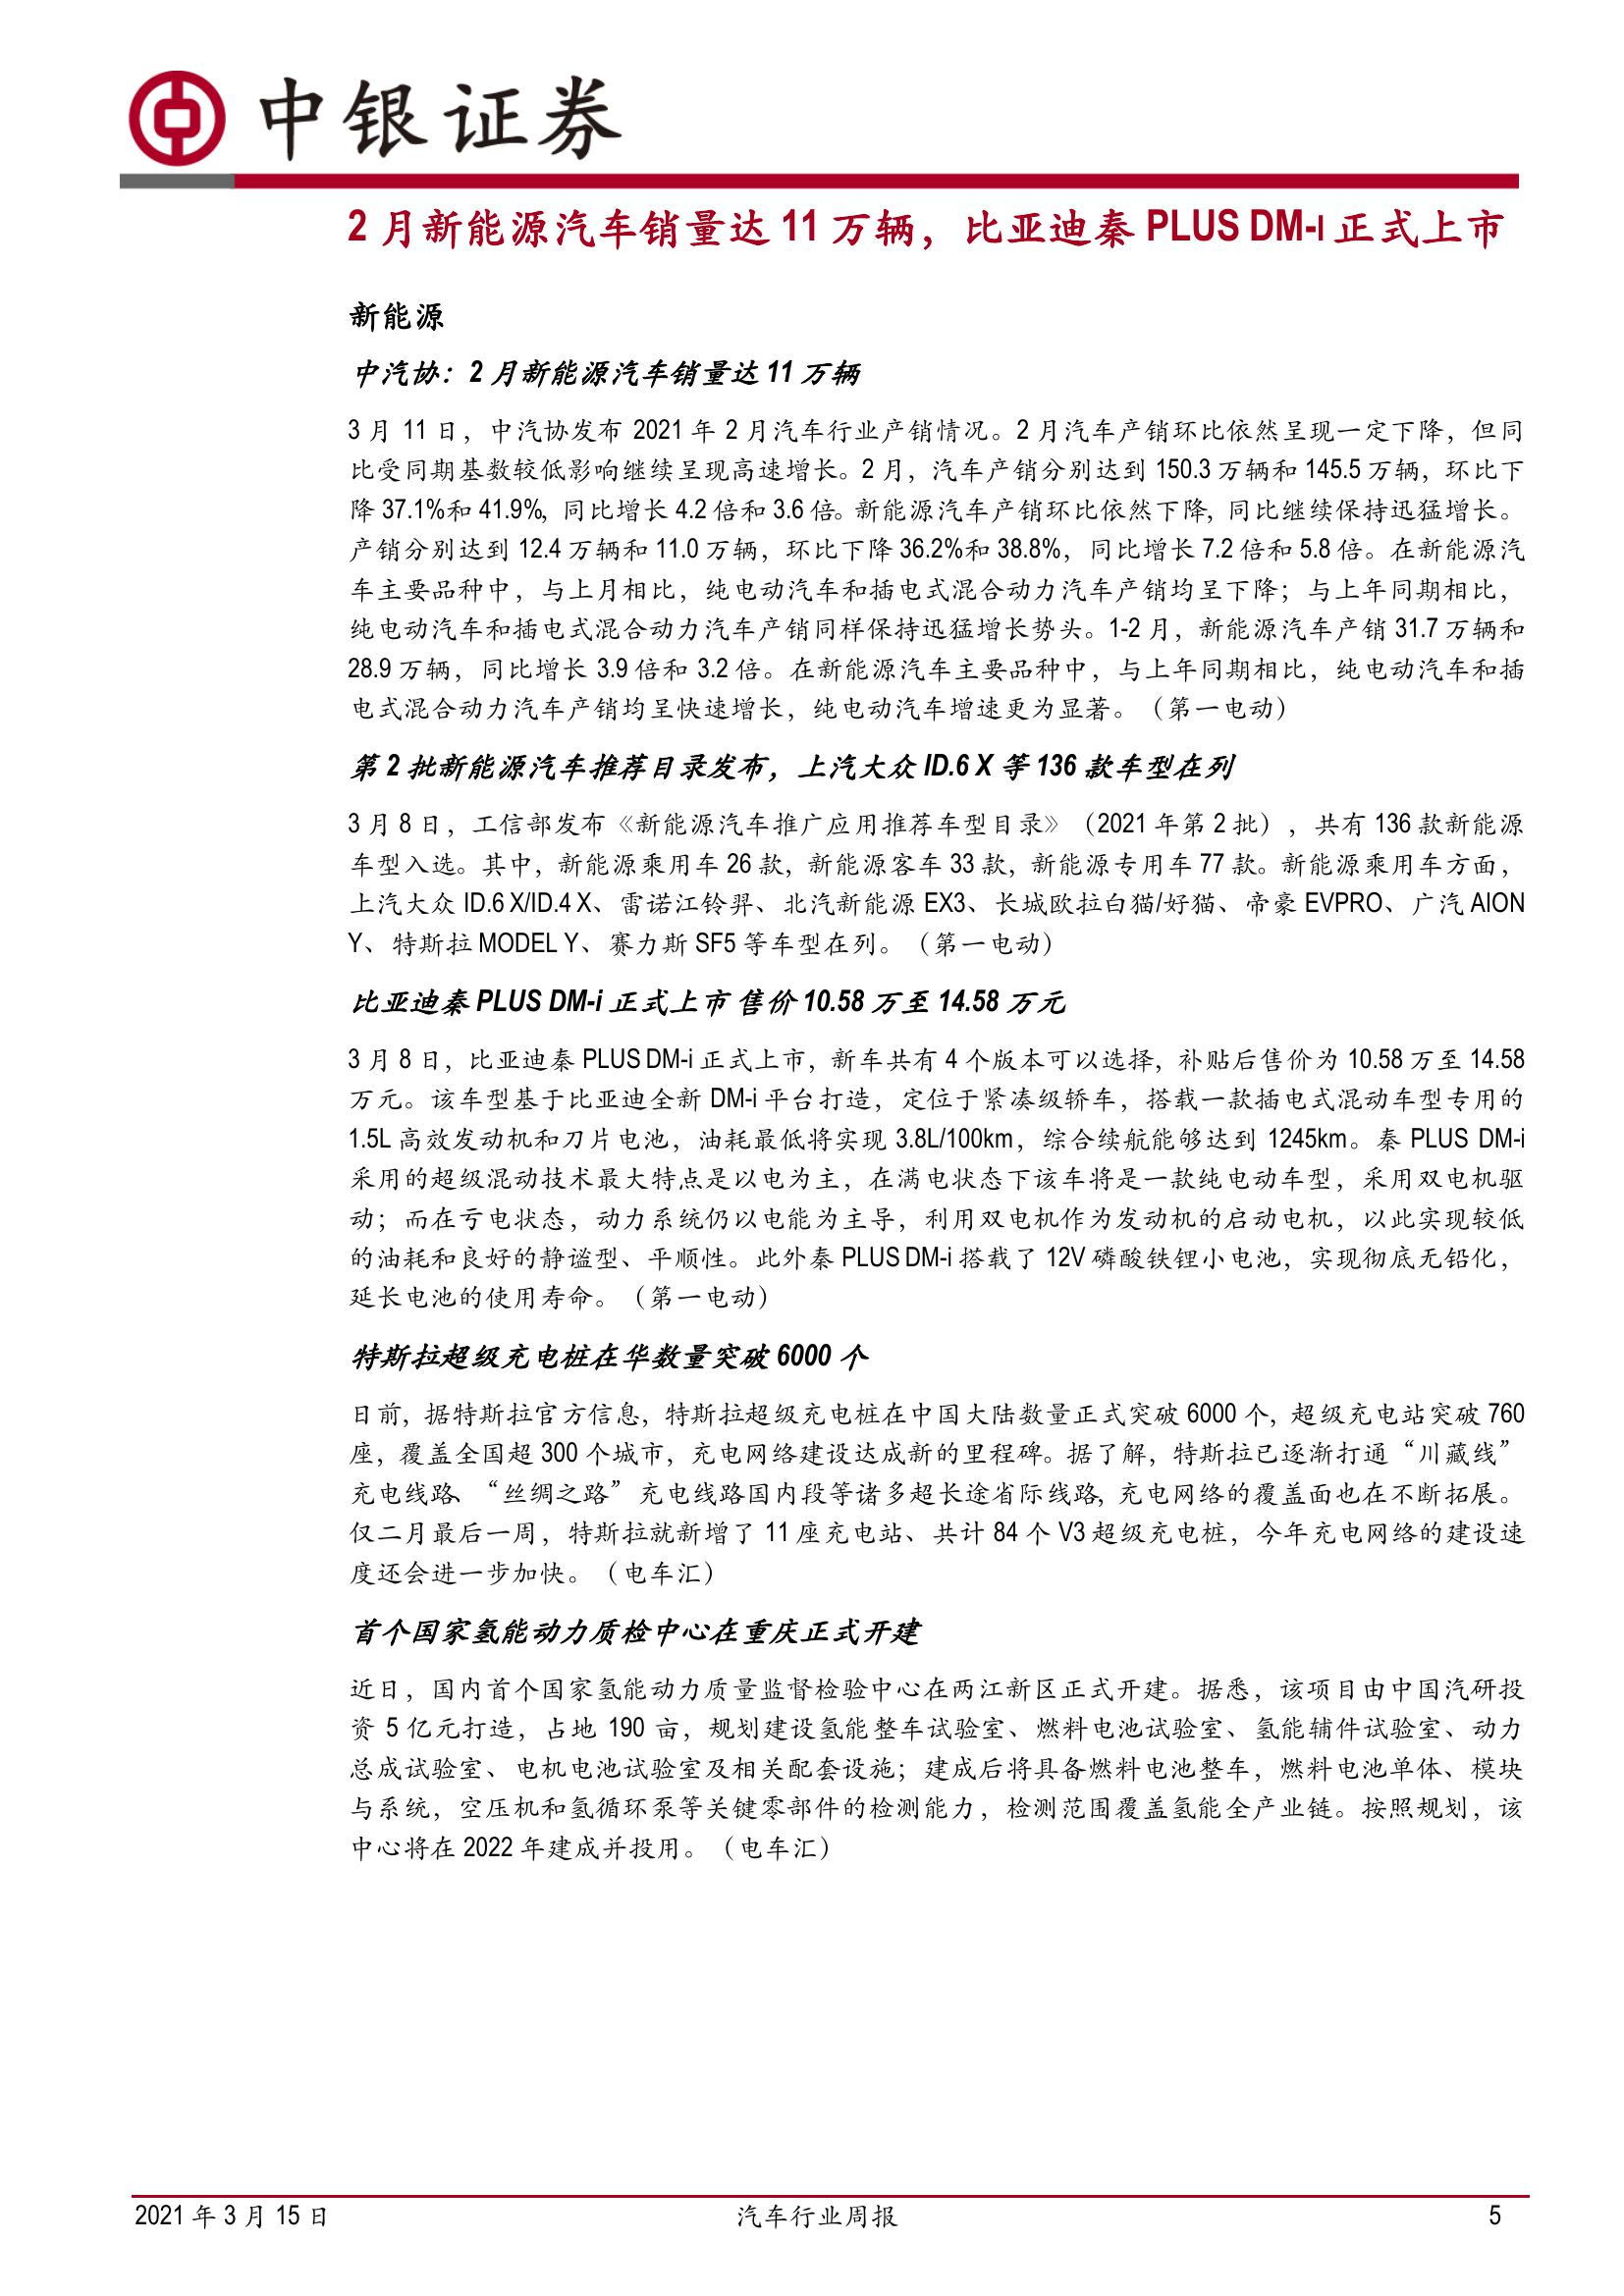 中银证券
2 月新能源汽车销量达 11 万辆，比亚迪秦 PLUS DM-I 正式上市
新能源
中汽协：2 月新能源汽车销量达 11 万辆
3 月 11 日，中汽协发布 2021 年 2 月汽车行业产销情况。2 月汽车产销环比依然呈现一定下降，但同
比受同期基数较低影响继续呈现高速增长。2 月，汽车产销分别达到 150.3 万辆和 145.5 万辆，环比下
降 37.1%和 41.9%，同比增长 4.2 倍和 3.6 倍。新能源汽车产销环比依然下降，同比继续保持迅猛增长。
产销分别达到 12.4 万辆和 11.0 万辆，环比下降 36.2%和 38.8%，同比增长 7.2 倍和 5.8 倍。在新能源汽
车主要品种中，与上月相比，纯电动汽车和插电式混合动力汽车产销均呈下降；与上年同期相比，
纯电动汽车和插电式混合动力汽车产销同样保持迅猛增长势头。1-2 月，新能源汽车产销 31.7 万辆和
28.9 万辆，同比增长 3.9 倍和 3.2 倍。在新能源汽车主要品种中，与上年同期相比，纯电动汽车和插
电式混合动力汽车产销均呈快速增长，纯电动汽车增速更为显著。（第一电动）
第 2 批新能源汽车推荐目录发布，上汽大众 ID.6 X 等 136 款车型在列
3 月 8 日，工信部发布《新能源汽车推广应用推荐车型目录》（2021 年第 2 批），共有 136 款新能源
车型入选。其中，新能源乘用车 26 款，新能源客车 33 款，新能源专用车 77 款。新能源乘用车方面，
上汽大众 ID.6 X/ID.4 X、雷诺江铃羿、北汽新能源 EX3、长城欧拉白猫/好猫、帝豪 EVPRO、广汽 AION
Y、特斯拉 MODEL Y、赛力斯 SF5 等车型在列。（第一电动）
比亚迪秦 PLUS DM-i 正式上市 售价 10.58 万至 14.58 万元
3 月 8 日，比亚迪秦 PLUS DM-i 正式上市，新车共有 4 个版本可以选择，补贴后售价为 10.58 万至 14.58
万元。该车型基于比亚迪全新 DM-i 平台打造，定位于紧凑级轿车，搭载一款插电式混动车型专用的
1.5L 高效发动机和刀片电池，油耗最低将实现 3.8L/100km，综合续航能够达到 1245km。秦 PLUS DM-i
采用的超级混动技术最大特点是以电为主，在满电状态下该车将是一款纯电动车型，采用双电机驱
动；而在亏电状态，动力系统仍以电能为主导，利用双电机作为发动机的启动电机，以此实现较低
的油耗和良好的静谧型、平顺性。此外秦 PLUS DM-i 搭载了 12V 磷酸铁锂小电池，实现彻底无铅化，
延长电池的使用寿命。（第一电动）
特斯拉超级充电桩在华数量突破 6000 个
日前，据特斯拉官方信息，特斯拉超级充电桩在中国大陆数量正式突破 6000 个，超级充电站突破 760
座，覆盖全国超 300 个城市，充电网络建设达成新的里程碑。据了解，特斯拉已逐渐打通“川藏线”
充电线路、“丝绸之路”充电线路国内段等诸多超长途省际线路，充电网络的覆盖面也在不断拓展。
仅二月最后一周，特斯拉就新增了 11 座充电站、共计 84 个 V3 超级充电桩，今年充电网络的建设速
度还会进一步加快。（电车汇）
首个国家氢能动力质检中心在重庆正式开建
近日，国内首个国家氢能动力质量监督检验中心在两江新区正式开建。据悉，该项目由中国汽研投
资 5 亿元打造，占地 190 亩，规划建设氢能整车试验室、燃料电池试验室、氢能辅件试验室、动力
总成试验室、电机电池试验室及相关配套设施；建成后将具备燃料电池整车，燃料电池单体、模块
与系统，空压机和氢循环泵等关键零部件的检测能力，检测范围覆盖氢能全产业链。按照规划，该
中心将在 2022 年建成并投用。（电车汇）
2021 年 3 月 15 日 汽车行业周报 5